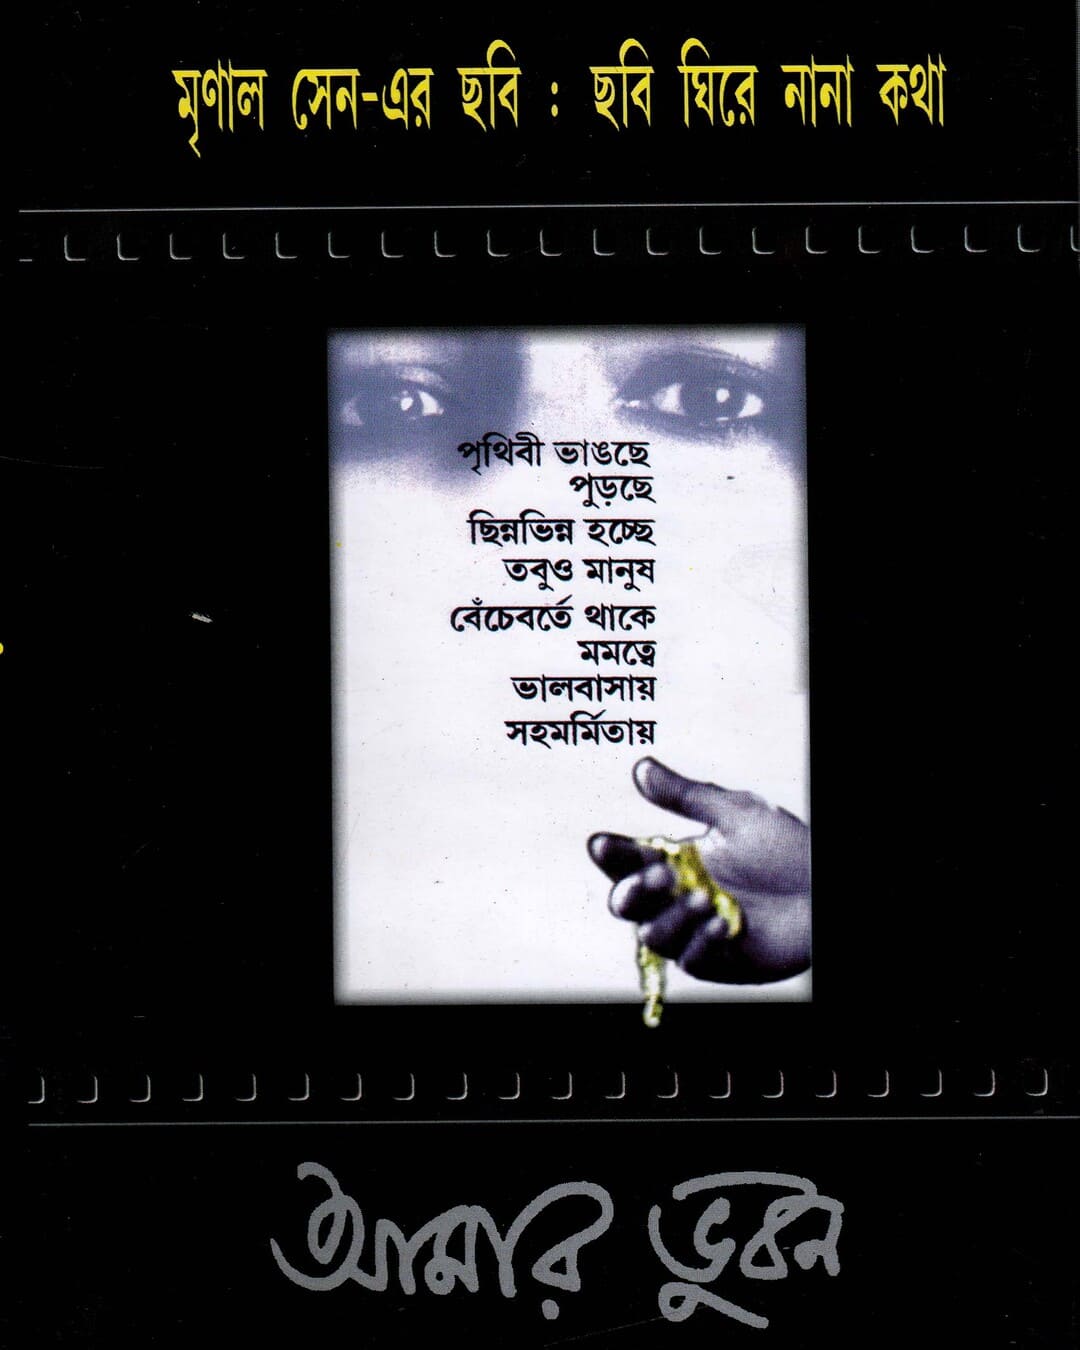 মৃণাল সেন-এর ছবি : ছবি ঘিরে নানা কথা
পৃথিবী ভাঙছে
পুড়ছে
ছিন্নভিন্ন হচ্ছে
তবুও মানুষ
বেঁচেবর্তে থাকে
মমত্বে
ভালবাসায়
সহমর্মিতায়
আমার ভুবন